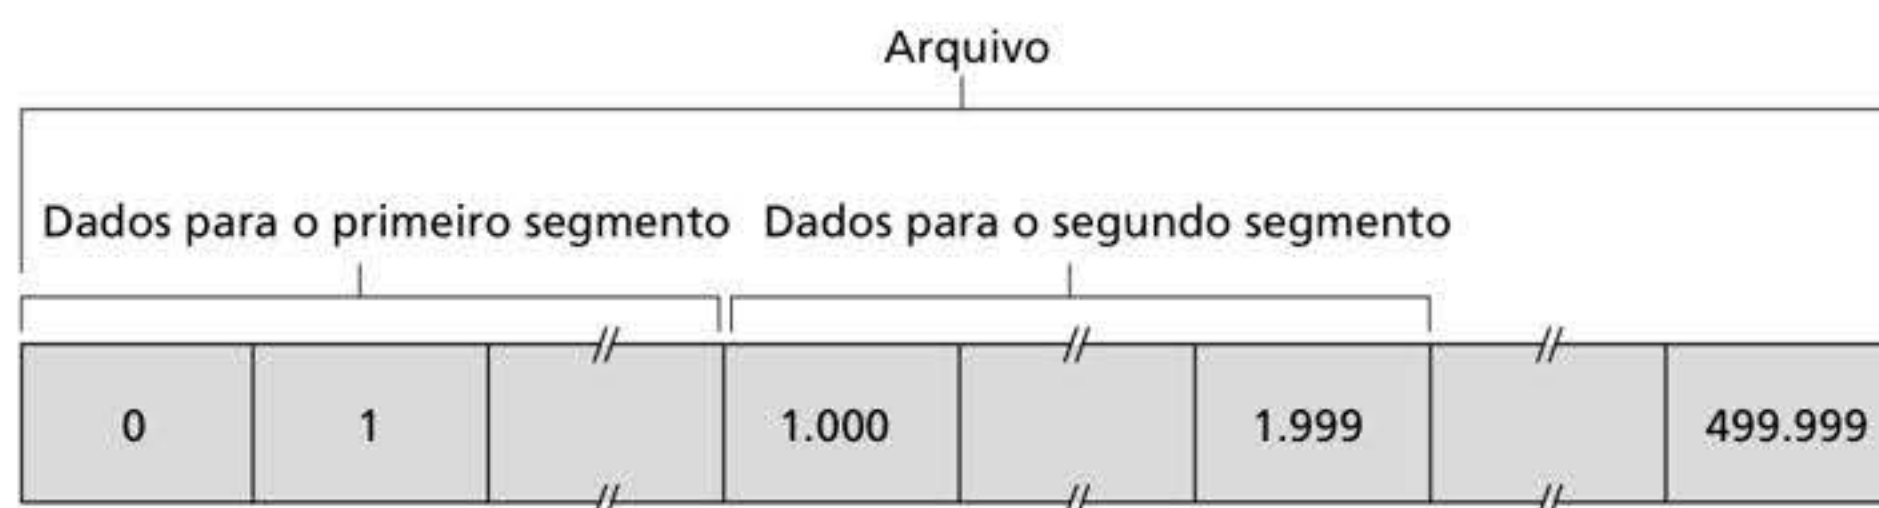 Arquivo
Dados para o primeiro segmento Dados para o segundo segmento
0 1 1.000 1.999 499.999